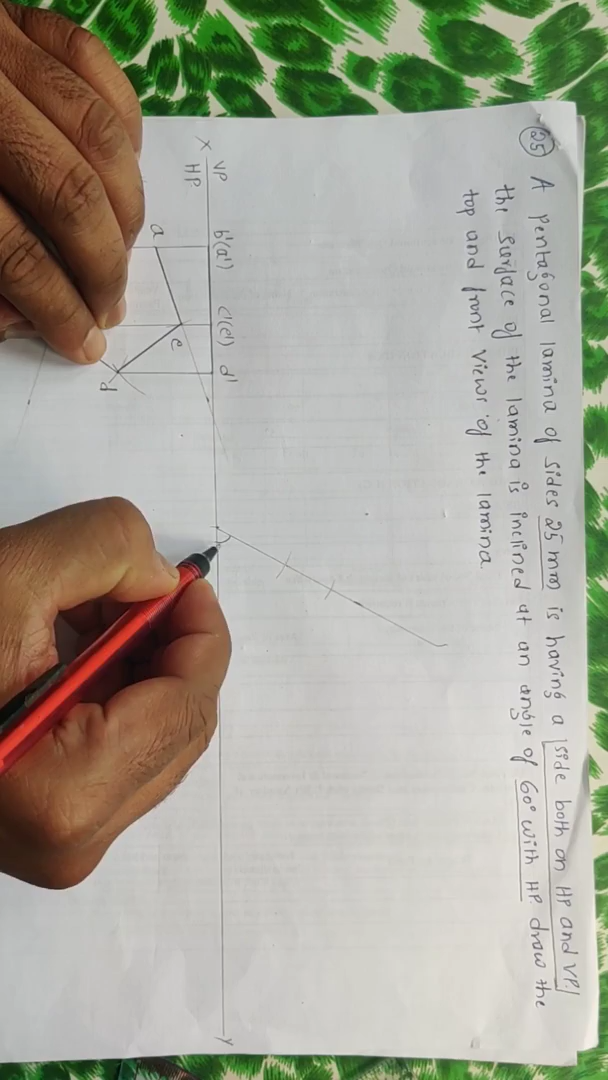 25 A pentagonal lamina of sides 25mm is having a side both on HP and VP.
the surface of the lamina is inclined at an angle of 60° with HP. draw the
top and front views of the lamina.
X VP
HP
b'(a') c'(e') d'
a
e
d
Y